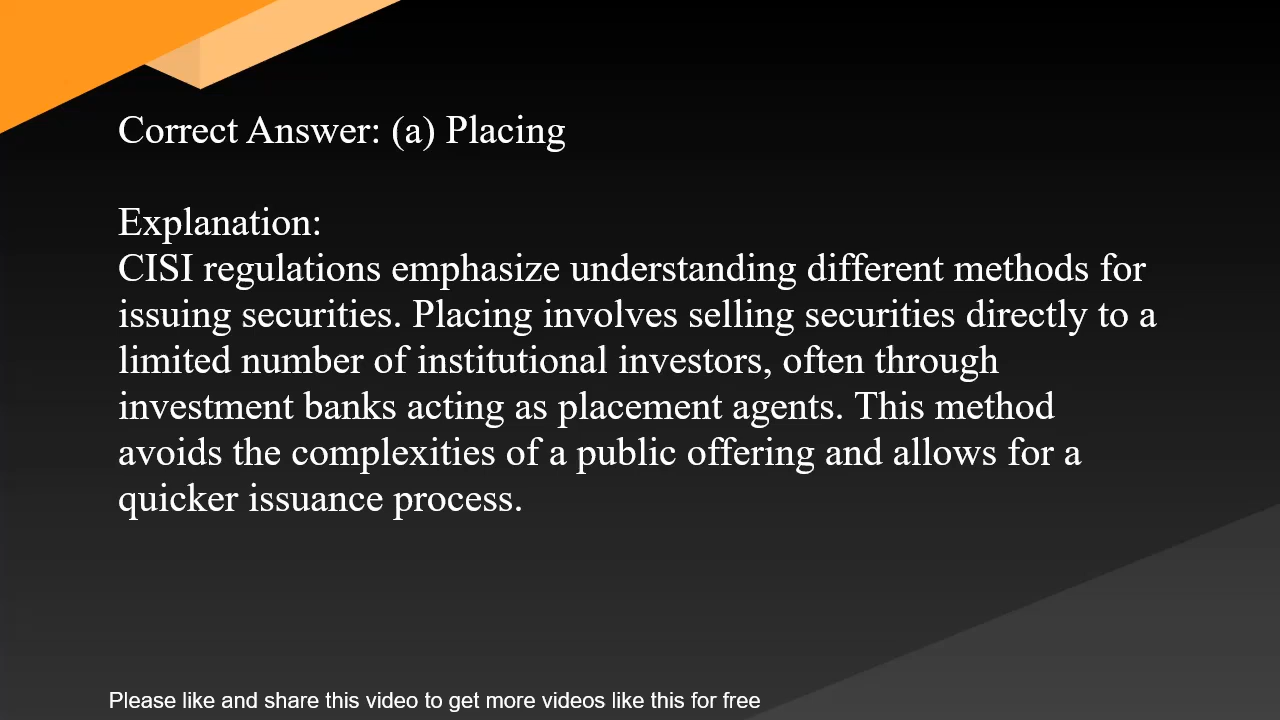 Correct Answer: (a) Placing
Explanation:
CISI regulations emphasize understanding different methods for
issuing securities. Placing involves selling securities directly to a
limited number of institutional investors, often through
investment banks acting as placement agents. This method
avoids the complexities of a public offering and allows for a
quicker issuance process.
Please like and share this video to get more videos like this for free